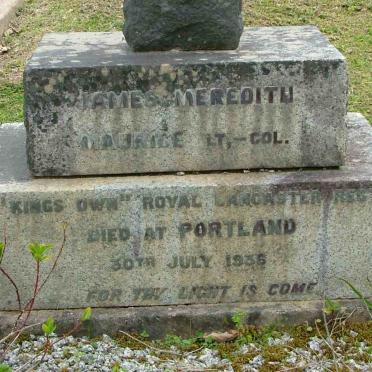 JAMES MEREDITH
MAURICE LT,-COL.
"KINGS OWN" ROYAL LANCASTER REG
DIED AT PORTLAND
30TH JULY 1936
FOR THY LIGHT IS COME